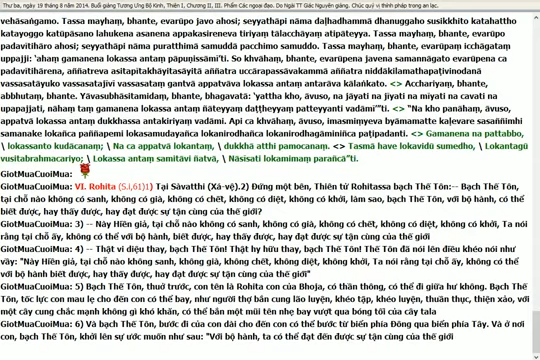 Thứ ba, ngày 19 tháng 8 năm 2014. Buổi giảng Tương Ưng Bộ Kinh, Thiên I, Chương II, III. Phẩm Các ngoại đạo. Do Ngài TT Giác Nguyên giảng. Chúc quý vị thính pháp trong an lạc.
vehāsaṅgamo. Tassa mayhaṃ, bhante, evarūpo javo ahosi; seyyathāpi nāma daḷhadhammā dhanuggaho susikkhito katahattho
katayoggo katūpāsano lahukena asanena appakasireneva tiriyaṃ tālacchāyaṃ atipāteyya. Tassa mayhaṃ, bhante, evarūpo
padavītihāro ahosi; seyyathāpi nāma puratthimā samuddā pacchimo samuddo. Tassa mayhaṃ, bhante, evarūpaṃ icchāgataṃ
uppajji: 'ahaṃ gamanena lokassa antaṃ pāpuṇissāmī'ti. So khvāhaṃ, bhante, evarūpena javena samannāgato evarūpena ca
padavītihārena, aññatreva asitapītakhāyitasāyitā aññatra uccārapassāvakammā aññatra niddākilamathapaṭivinodanā
vassasatāyuko vassasatajīvī vassasataṃ gantvā appatvāva lokassa antaṃ antarāva kālaṅkato. <> Acchariyaṃ, bhante,
abbhutaṃ, bhante. Yāvasubhāsitamidaṃ, bhante, bhagavatā: 'yattha kho, āvuso, na jāyati na jīyati na mīyati na cavati na
upapajjati, nāhaṃ taṃ gamanena lokassa antaṃ ñāteyyaṃ daṭṭheyyaṃ patteyyanti vadāmī'"ti. <> "Na kho panāhaṃ, āvuso,
appatvā lokassa antaṃ dukkhassa antakiriyaṃ vadāmi. Api ca khvāhaṃ, āvuso, imasmiṃyeva byāmamatte kaḷevare sasaññimhi
samanake lokañca paññapemi lokasamudayañca lokanirodhañca lokanirodhagāminiñca paṭipadanti. <> Gamanena na pattabbo,
\ lokassanto kudācanaṃ; \ Na ca appatvā lokantaṃ, \ dukkhā atthi pamocanaṃ. <> Tasmā have lokavidū sumedho, \ Lokantagū
vusitabrahmacariyo; \ Lokassa antaṃ samitāvi ñatvā, \ Nāsīsati lokamimaṃ parañcā"ti.
GiotMuaCuoiMua:
GiotMuaCuoiMua: VI. Rohita (S.i,61)1) Tại Sàvatthi (Xá-vệ).2) Đứng một bên, Thiên tử Rohitassa bạch Thế Tôn:-- Bạch Thế Tôn,
tại chỗ nào không có sanh, không có già, không có chết, không có diệt, không có khởi, làm sao, bạch Thế Tôn, với bộ hành, có thể
biết được, hay thấy được, hay đạt được sự tận cùng của thế giới?
GiotMuaCuoiMua: 3) -- Này Hiền giả, tại chỗ nào không có sanh, không có già, không có chết, không có diệt, không có khởi, Ta nói
rằng tại chỗ ấy, không có thể với bộ hành, biết được, hay thấy được, hay đạt được sự tận cùng của thế giới
GiotMuaCuoiMua: 4) -- Thật vi diệu thay, bạch Thế Tôn! Thật hy hữu thay, bạch Thế Tôn! Thế Tôn đã nói lên điều khéo nói như
vầy: "Này Hiền giả, tại chỗ nào không sanh, không già, không chết, không diệt, không khởi, Ta nói rằng tại chỗ ấy, không có thể
với bộ hành biết được, hay thấy được, hay đạt được sự tận cùng của thế giới"
GiotMuaCuoiMua: 5) Bạch Thế Tôn, thuở trước, con tên là Rohita con của Bhoja, có thần thông, có thể đi giữa hư không. Bạch Thế
Tôn, tốc lực con mau lẹ cho đến con có thể bay, như người thợ bắn cung lão luyện, khéo tập, khéo luyện, thuần thục, thiện xảo, với
một cây cung chắc mạnh không gì khó khăn, có thể bắn một mũi tên nhẹ bay vượt qua bóng tối của cây tala
GiotMuaCuoiMua: 6) Và bạch Thế Tôn, bước đi của con dài cho đến con có thể bước từ biển phía Đông qua biển phía Tây. Và ở nơi
con, bạch Thế Tôn, khởi lên sự ước muốn như sau: "Với bộ hành, ta có thể đạt đến được sự tận cùng của thế giới".